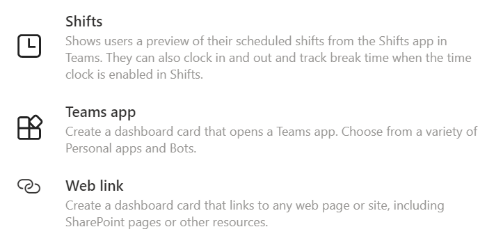 Shifts
Shows users a preview of their scheduled shifts from the Shifts app in
Teams. They can also clock in and out and track break time when the time
clock is enabled in Shifts.
Teams app
Create a dashboard card that opens a Teams app. Choose from a variety of
Personal apps and Bots.
Web link
Create a dashboard card that links to any web page or site, including
SharePoint pages or other resources.